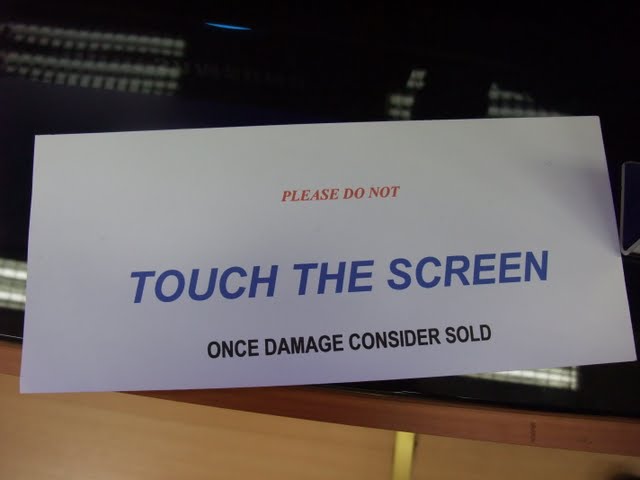 PLEASE DO NOT
TOUCH THE SCREEN
ONCE DAMAGE CONSIDER SOLD